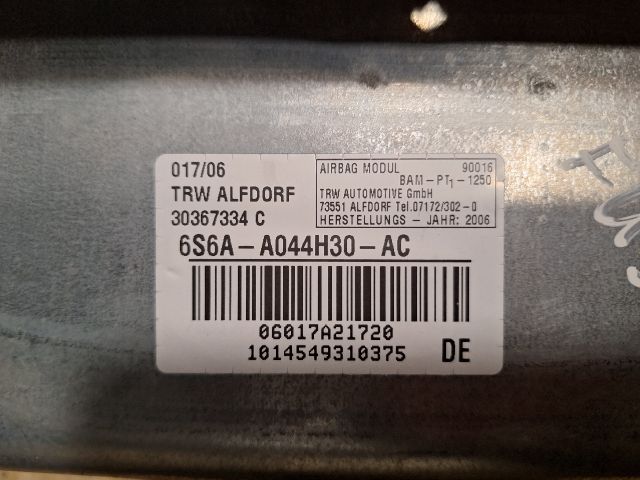 017/06
TRW ALFDORF
30367334 C
AIRBAG MODUL 90016
BAM-PT1-1250
TRW AUTOMOTIVE GmbH
73551 ALFDORF Tel.07172/302-0
HERSTELLUNGS - JAHR: 2006
6S6A-A044H30-AC
06017A21720
1014549310375 DE